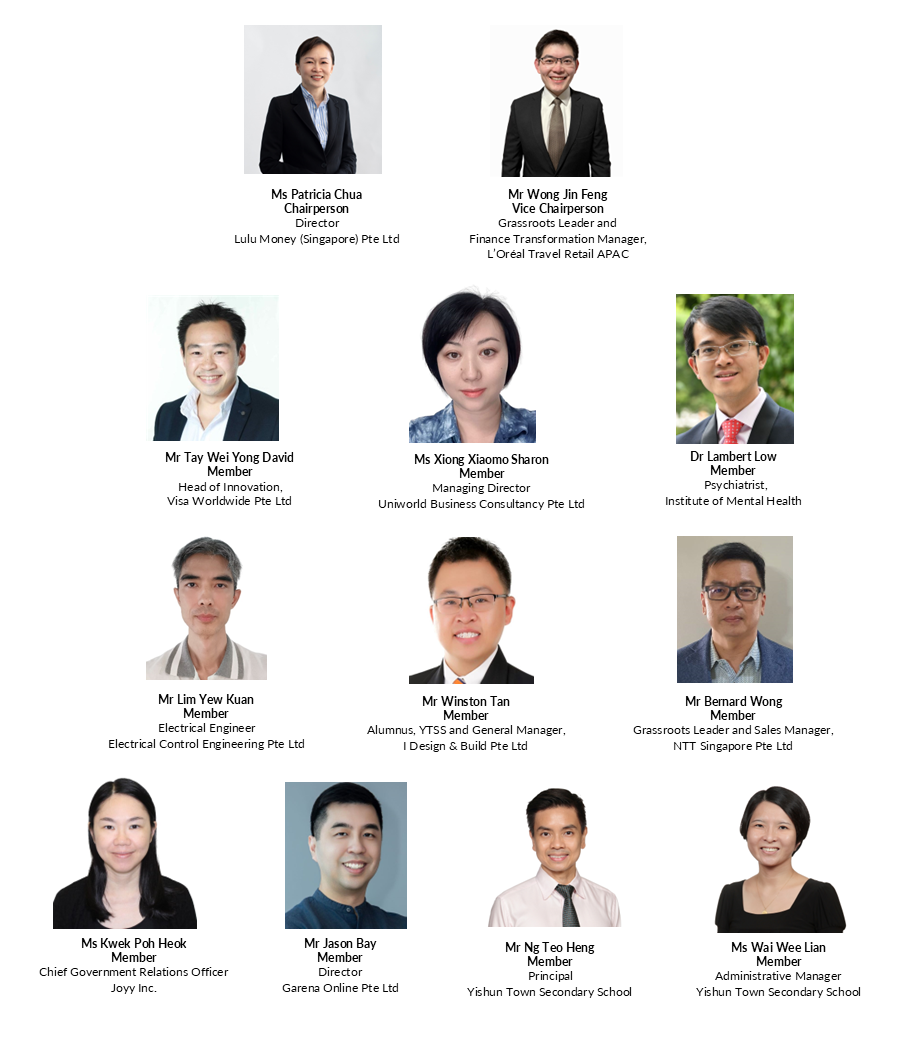 Ms Patricia Chua
Chairperson
Director
Lulu Money (Singapore) Pte Ltd
Mr Wong Jin Feng
Vice Chairperson
Grassroots Leader and
Finance Transformation Manager,
L'Oréal Travel Retail APAC
Mr Tay Wei Yong David
Member
Head of Innovation,
Visa Worldwide Pte Ltd
Ms Xiong Xiaomo Sharon
Member
Managing Director
Uniworld Business Consultancy Pte Ltd
Dr Lambert Low
Member
Psychiatrist,
Institute of Mental Health
Mr Lim Yew Kuan
Member
Electrical Engineer
Electrical Control Engineering Pte Ltd
Mr Winston Tan
Member
Alumnus, YTSS and General Manager,
I Design & Build Pte Ltd
Mr Bernard Wong
Member
Grassroots Leader and Sales Manager,
NTT Singapore Pte Ltd
Ms Kwek Poh Heok
Member
Chief Government Relations Officer
Joyy Inc.
Mr Jason Bay
Member
Director
Garena Online Pte Ltd
Mr Ng Teo Heng
Member
Principal
Yishun Town Secondary School
Ms Wai Wee Lian
Member
Administrative Manager
Yishun Town Secondary School